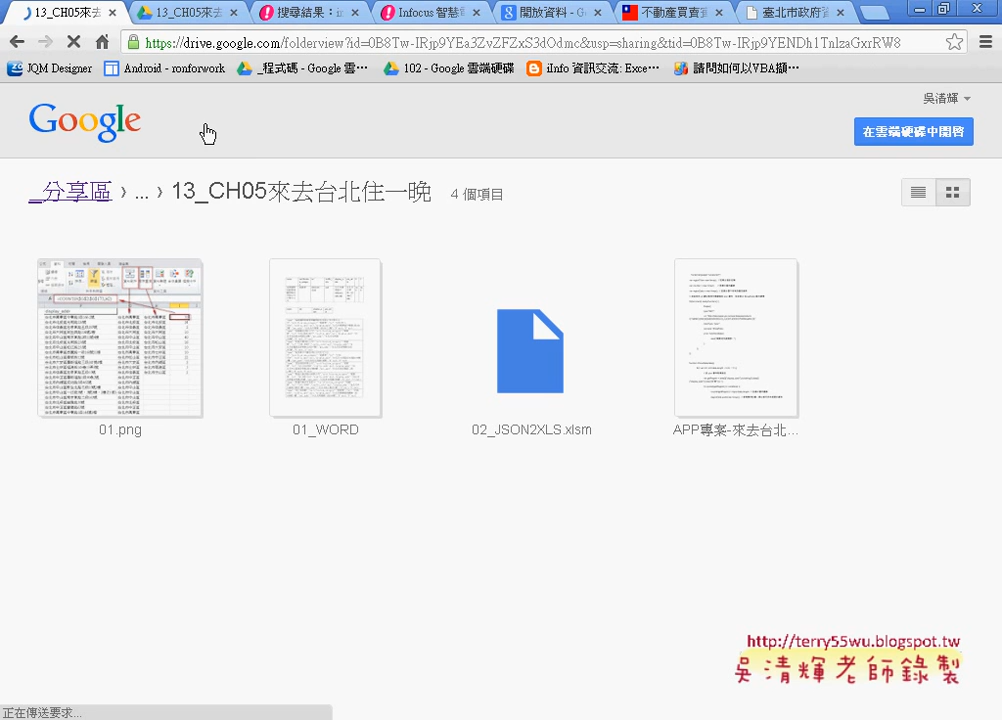 13_CH05來去
13_CH05來去
搜尋結果：in
Infocus 智慧
開放資料 - G
不動產買賣
臺北市政府
https://drive.google.com/folderview?id=0B8Tw-IRjp9YEa3ZvZFZxS3dOdmc&usp=sharing&tid=0B8Tw-IRjp9YENDh1TnlzaGxrRW8
JQM Designer
Android - ronforwork
_程式碼 - Google 雲…
102 - Google 雲端硬碟
iInfo 資訊交流: Exce…
請問如何以VBA擷…
Google
吳清輝
在雲端硬碟中開啓
_分享區 › ... › 13_CH05來去台北住一晚 4 個項目
01.png
01_WORD
02_JSON2XLS.xlsm
APP專案-來去台北...
http://terry55wu.blogspot.tw
吳清輝老師錄製
正在傳送要求...